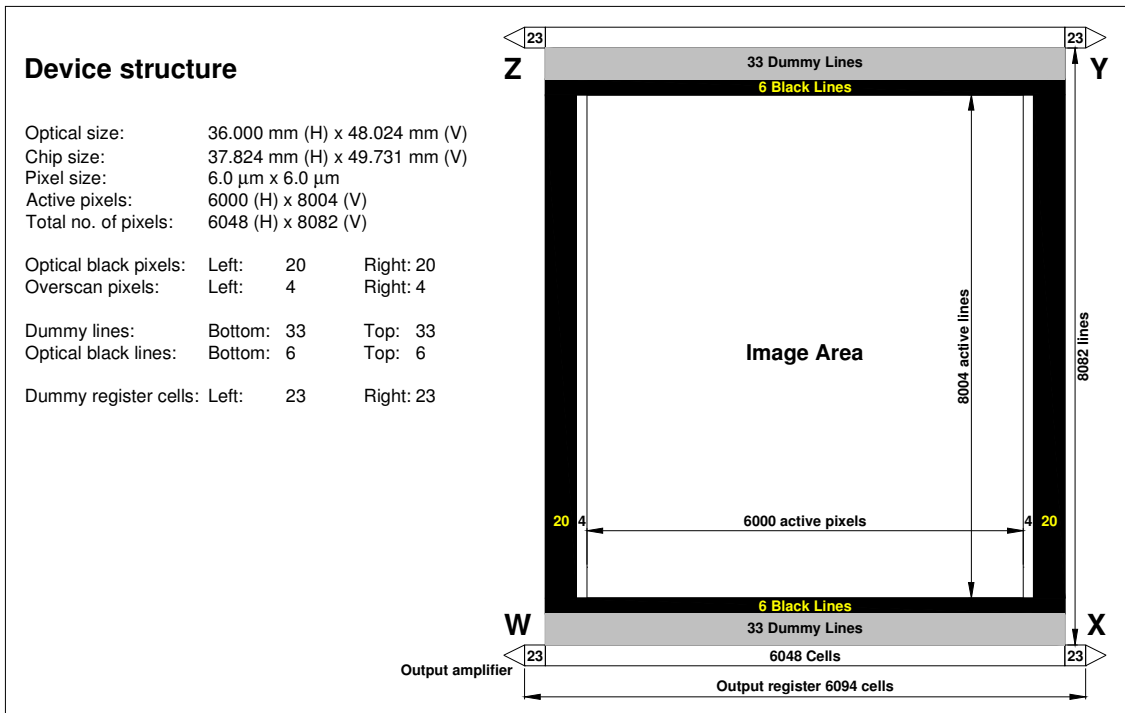 Device structure
Optical size: 36.000 mm (H) x 48.024 mm (V)
Chip size: 37.824 mm (H) x 49.731 mm (V)
Pixel size: 6.0 μm x 6.0 μm
Active pixels: 6000 (H) x 8004 (V)
Total no. of pixels: 6048 (H) x 8082 (V)
Optical black pixels: Left: 20 Right: 20
Overscan pixels: Left: 4 Right: 4
Dummy lines: Bottom: 33 Top: 33
Optical black lines: Bottom: 6 Top: 6
Dummy register cells: Left: 23 Right: 23
23 23
Z Y
33 Dummy Lines
6 Black Lines
8004 active lines
8082 lines
Image Area
20 4 6000 active pixels 4 20
6 Black Lines
W X
33 Dummy Lines
23 6048 Cells 23
Output amplifier
Output register 6094 cells